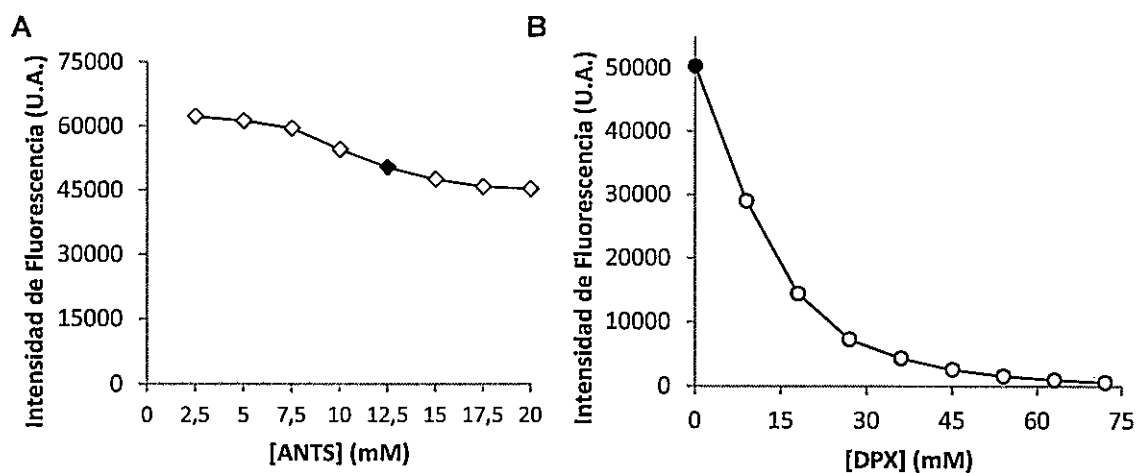 A
Intensidad de Fluorescencia (U.A.)
75000
60000
45000
30000
15000
0
0 2,5 5 7,5 10 12,5 15 17,5 20
[ANTS] (mM)
B
Intensidad de Fluorescencia (U.A.)
50000
40000
30000
20000
10000
0
0 15 30 45 60 75
[DPX] (mM)